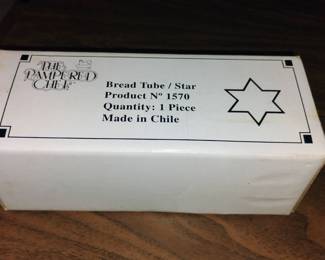 THE
PAMPERED
CHEF
Bread Tube / Star
Product Nº 1570
Quantity: 1 Piece
Made in Chile